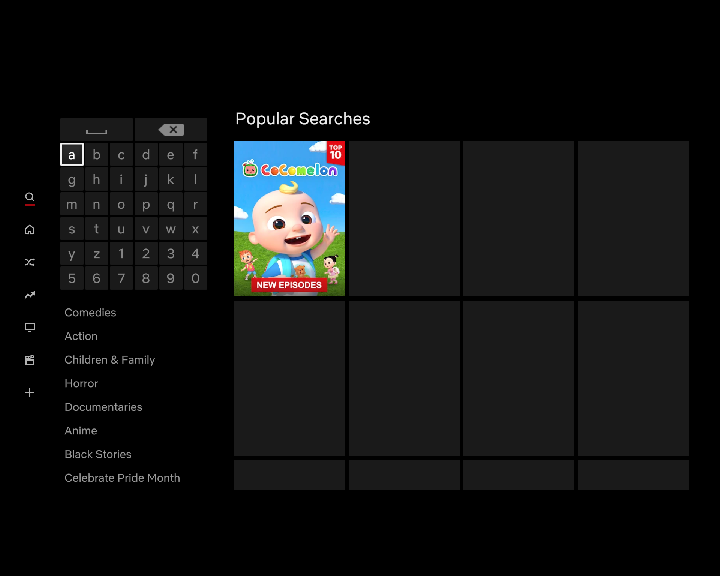 Popular Searches
a b c d e f
g h i j k l
m n o p q r
s t u v w x
y z 1 2 3 4
5 6 7 8 9 0
Comedies
Action
Children & Family
Horror
Documentaries
Anime
Black Stories
Celebrate Pride Month
TOP
10
CoComelon
NEW EPISODES